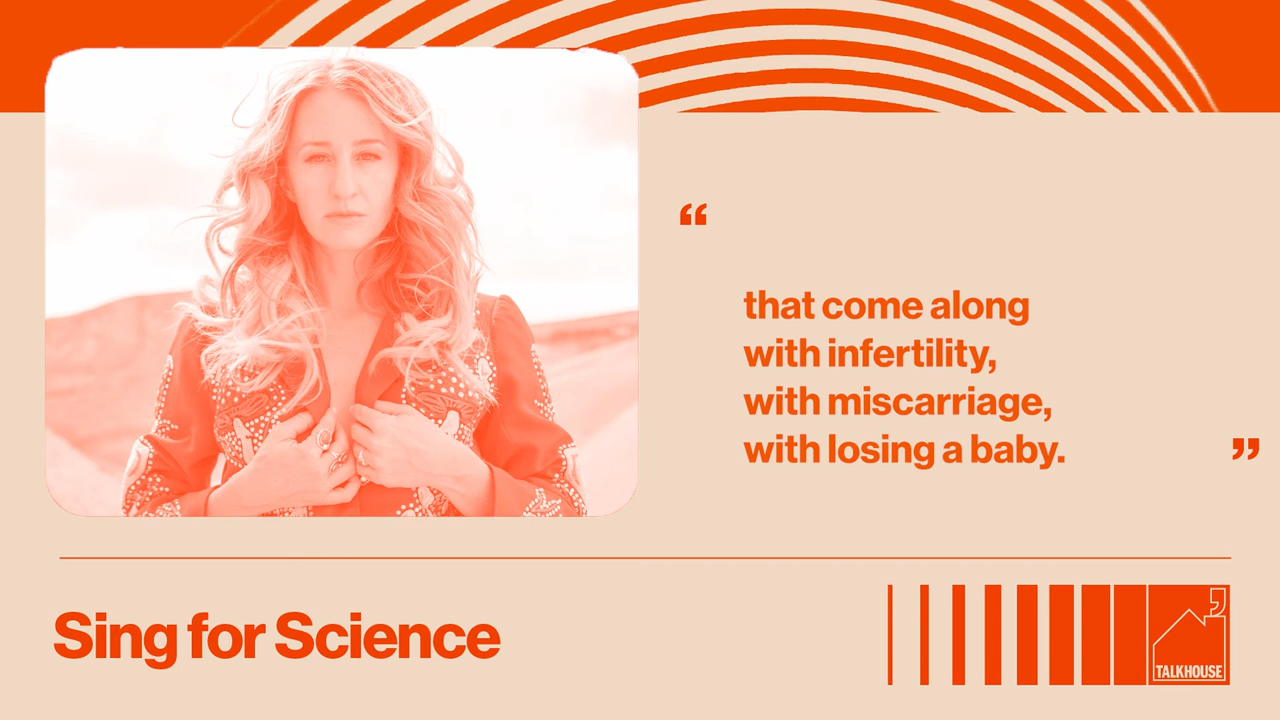 “
that come along
with infertility,
with miscarriage,
with losing a baby.
”
Sing for Science
TALKHOUSE